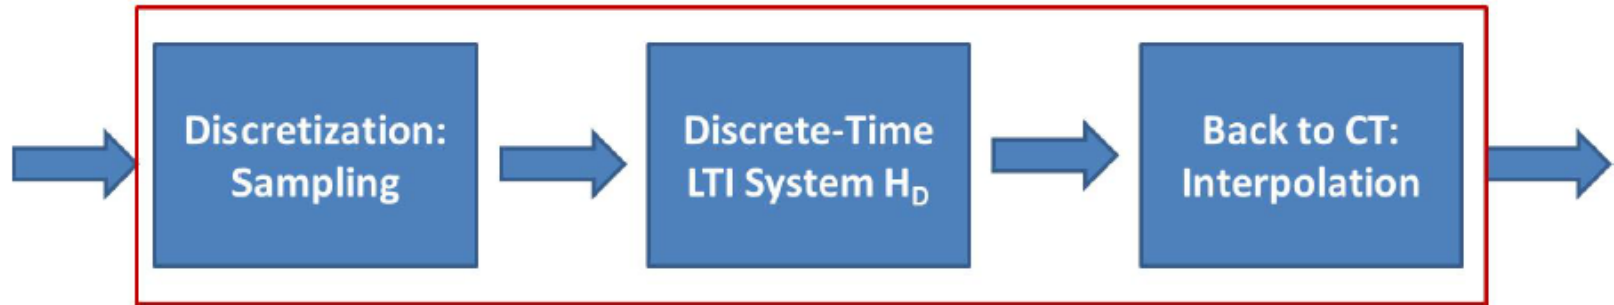 Discretization:
Sampling
Discrete-Time
LTI System H_D
Back to CT:
Interpolation